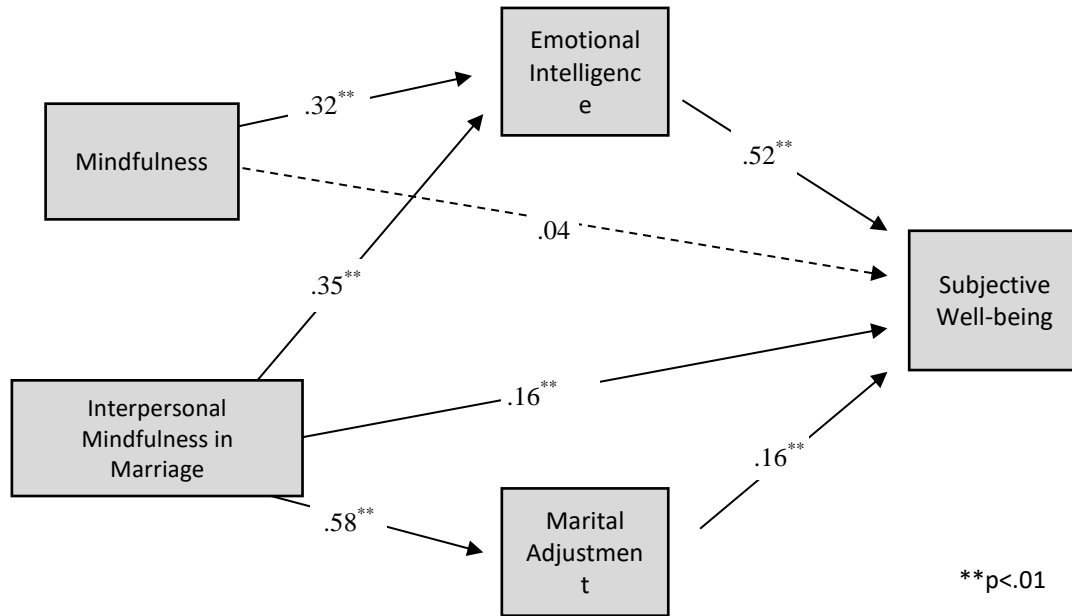 Emotional
Intelligenc
e
.32**
Mindfulness
.52**
.04
.35**
Subjective
Well-being
Interpersonal
Mindfulness in
Marriage
.16**
.16**
.58**
Marital
Adjustmen
t
**p<.01